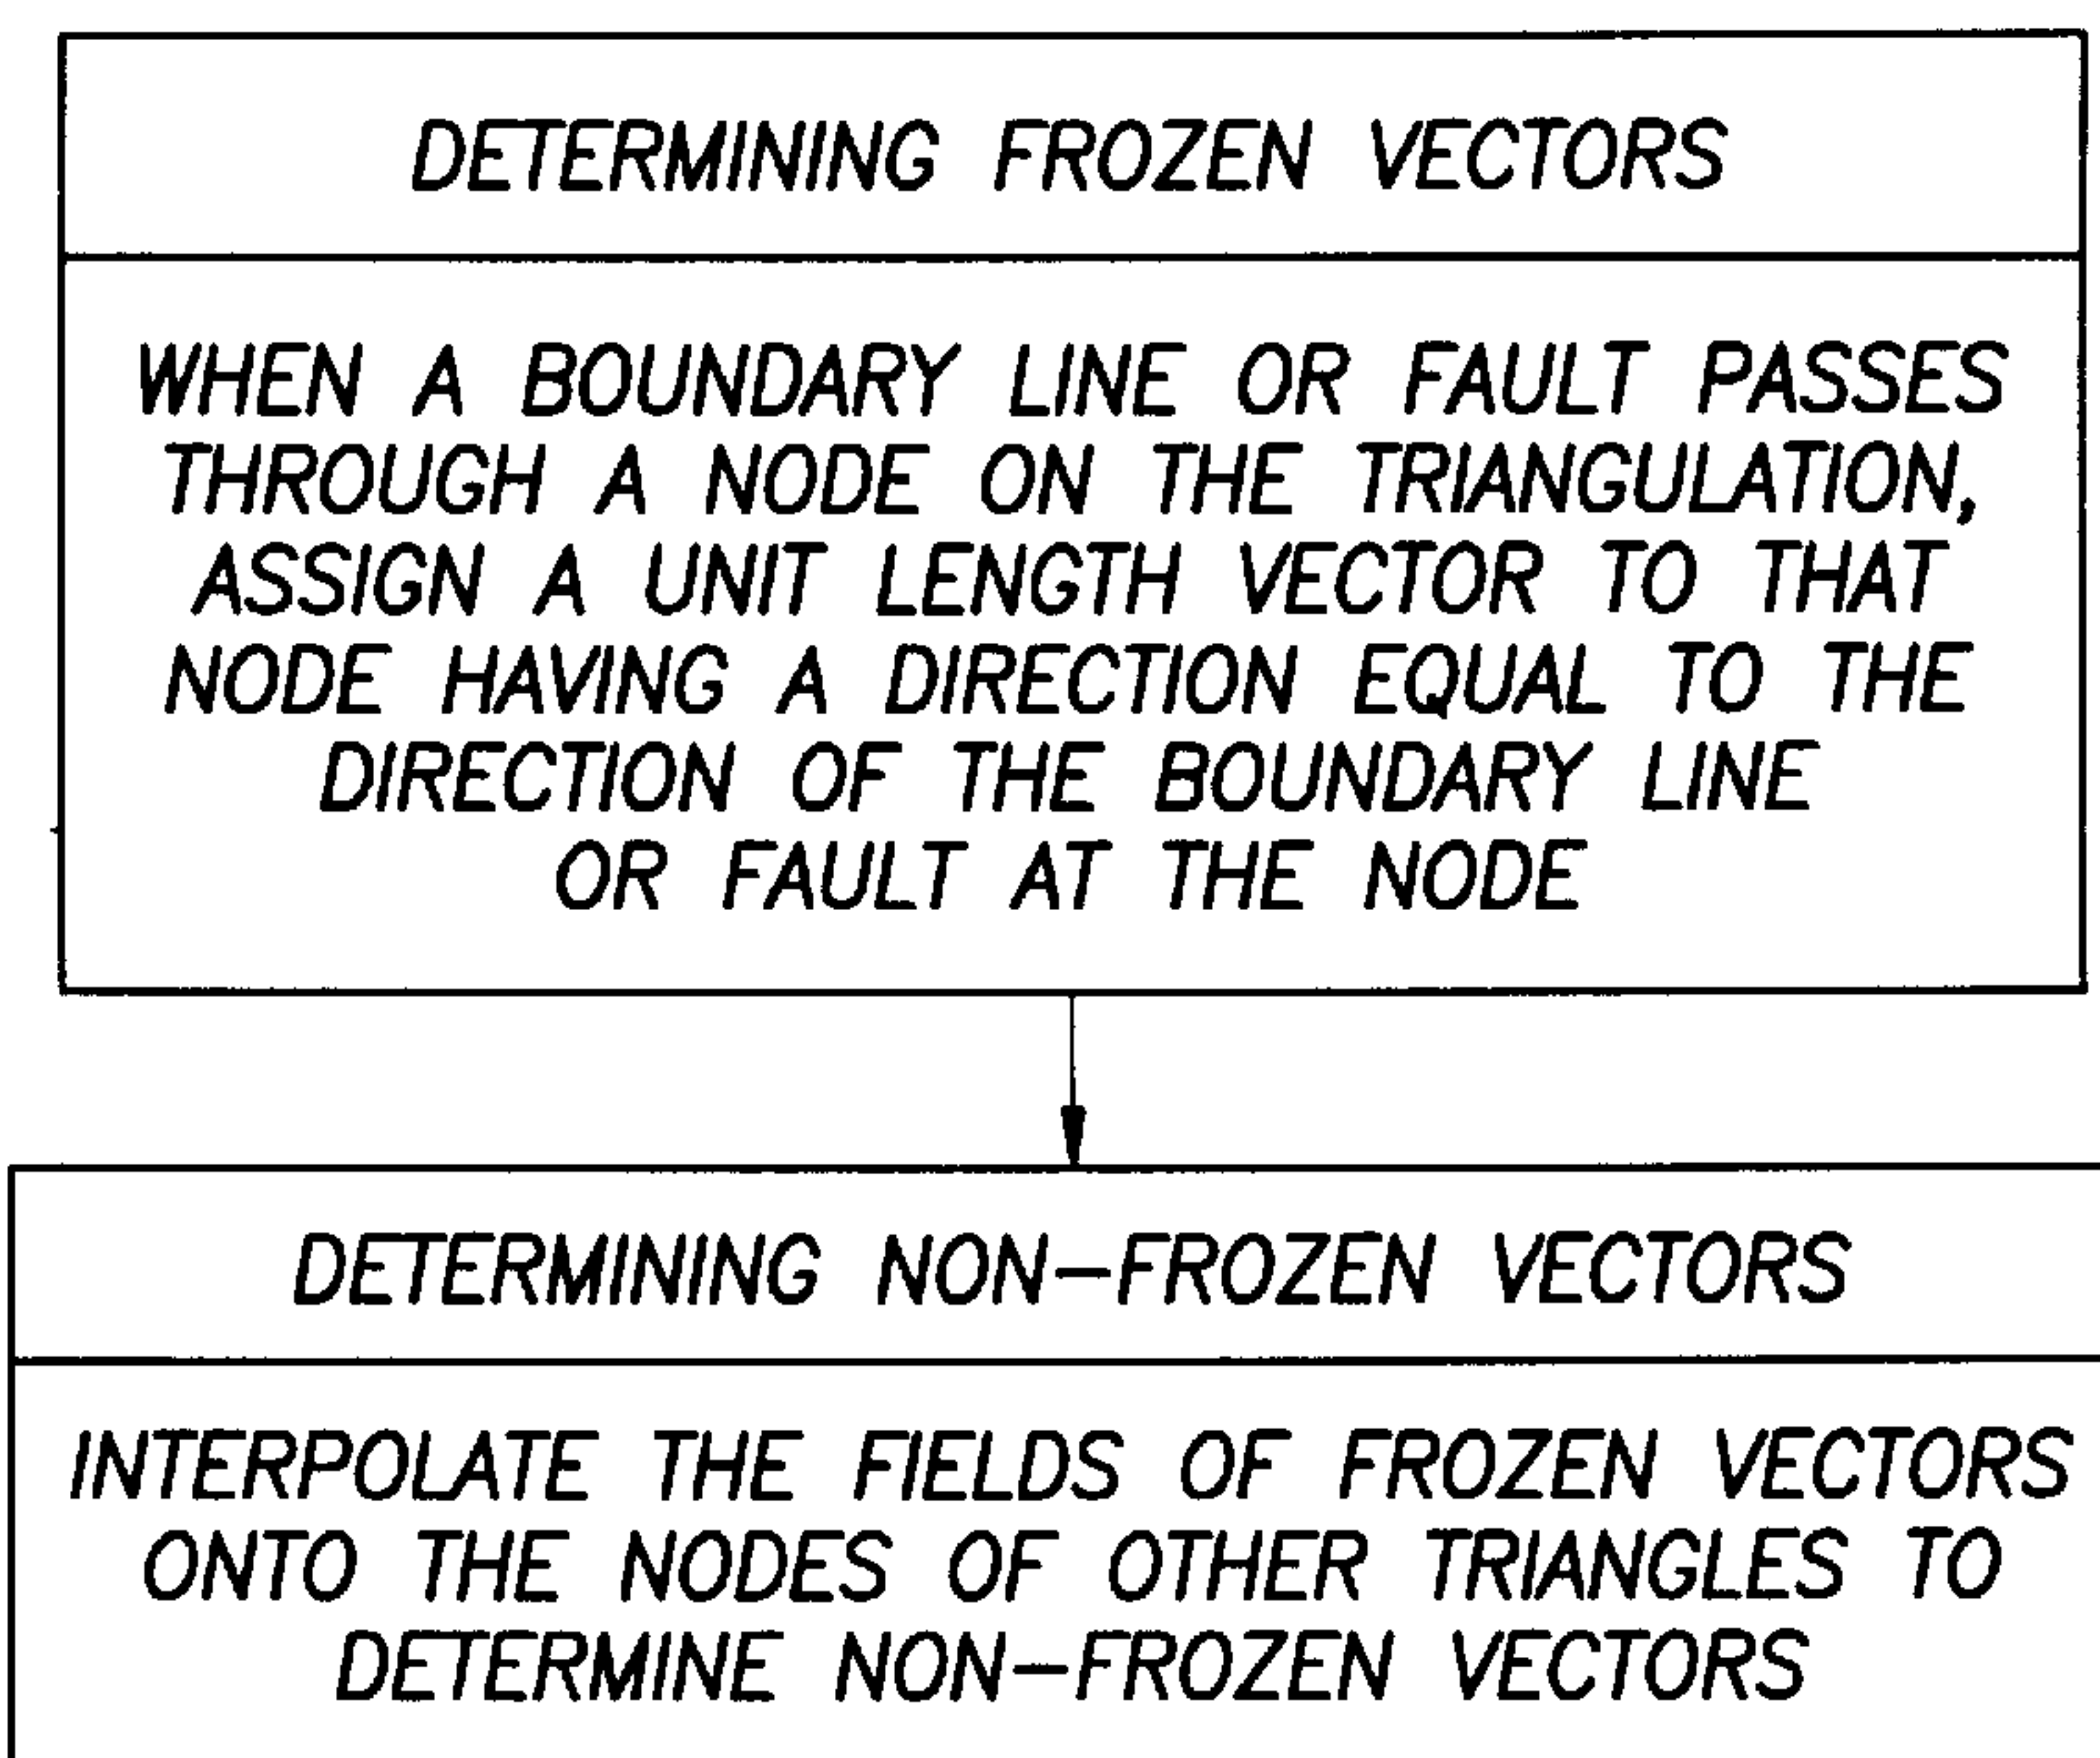 DETERMINING FROZEN VECTORS
WHEN A BOUNDARY LINE OR FAULT PASSES
THROUGH A NODE ON THE TRIANGULATION,
ASSIGN A UNIT LENGTH VECTOR TO THAT
NODE HAVING A DIRECTION EQUAL TO THE
DIRECTION OF THE BOUNDARY LINE
OR FAULT AT THE NODE
DETERMINING NON-FROZEN VECTORS
INTERPOLATE THE FIELDS OF FROZEN VECTORS
ONTO THE NODES OF OTHER TRIANGLES TO
DETERMINE NON-FROZEN VECTORS